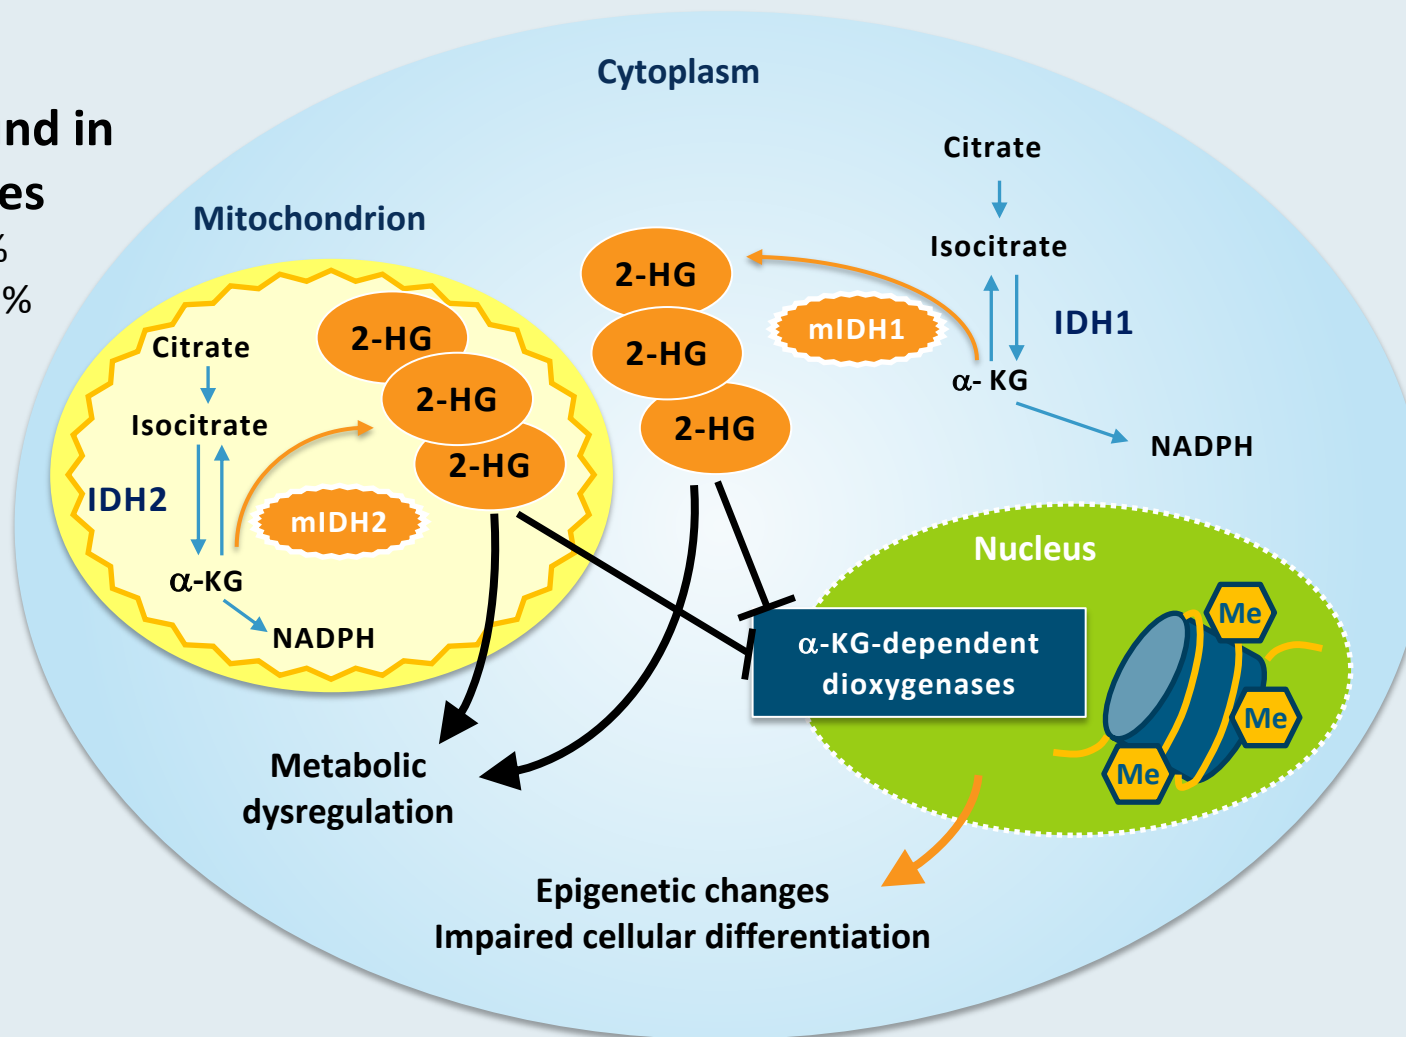 Cytoplasm
nd in
es
%
%
Mitochondrion
Citrate
Isocitrate
IDH2
α-KG
NADPH
mIDH2
2-HG
2-HG
2-HG
2-HG
2-HG
2-HG
mIDH1
Citrate
Isocitrate
IDH1
α- KG
NADPH
Nucleus
α-KG-dependent
dioxygenases
Me
Me
Me
Metabolic
dysregulation
Epigenetic changes
Impaired cellular differentiation